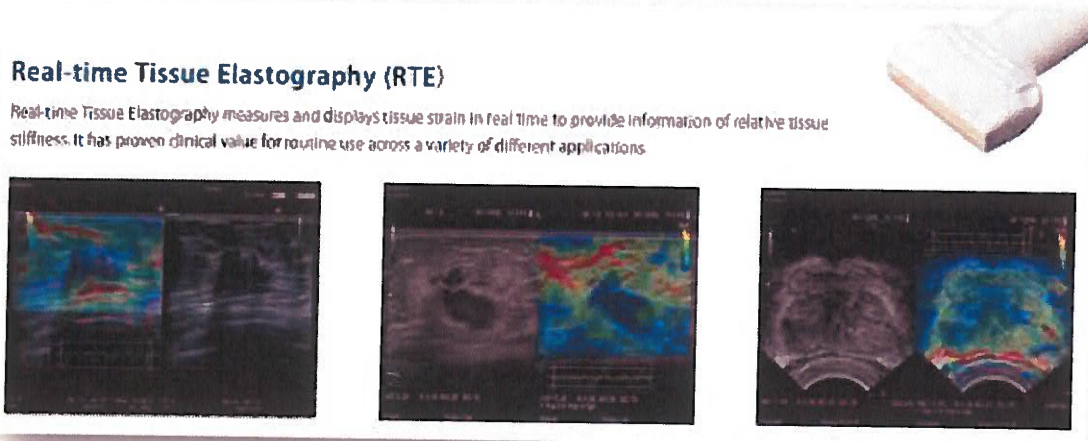 Real-time Tissue Elastography (RTE)
Real-time Tissue Elastography measures and displays tissue strain in real time to provide information of relative tissue
stiffness. It has proven clinical value for routine use across a variety of different applications